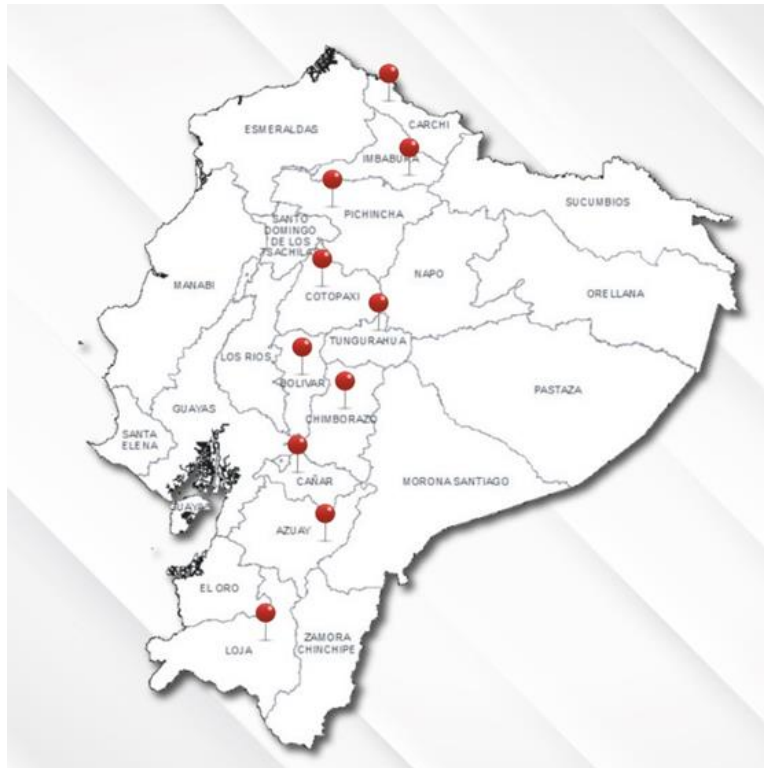 ESMERALDAS
CARCHI
IMBABURA
SUCUMBIOS
PICHINCHA
SANTO
DOMINGO
DE LOS
TSACHILAS
NAPO
MANABI
COTOPAXI
ORELLANA
TUNGURAHUA
LOS RIOS
BOLIVAR
PASTAZA
GUAYAS
CHIMBORAZO
SANTA
ELENA
CAÑAR
MORONA SANTIAGO
GUAYAS
AZUAY
EL ORO
ZAMORA
CHINCHIPE
LOJA